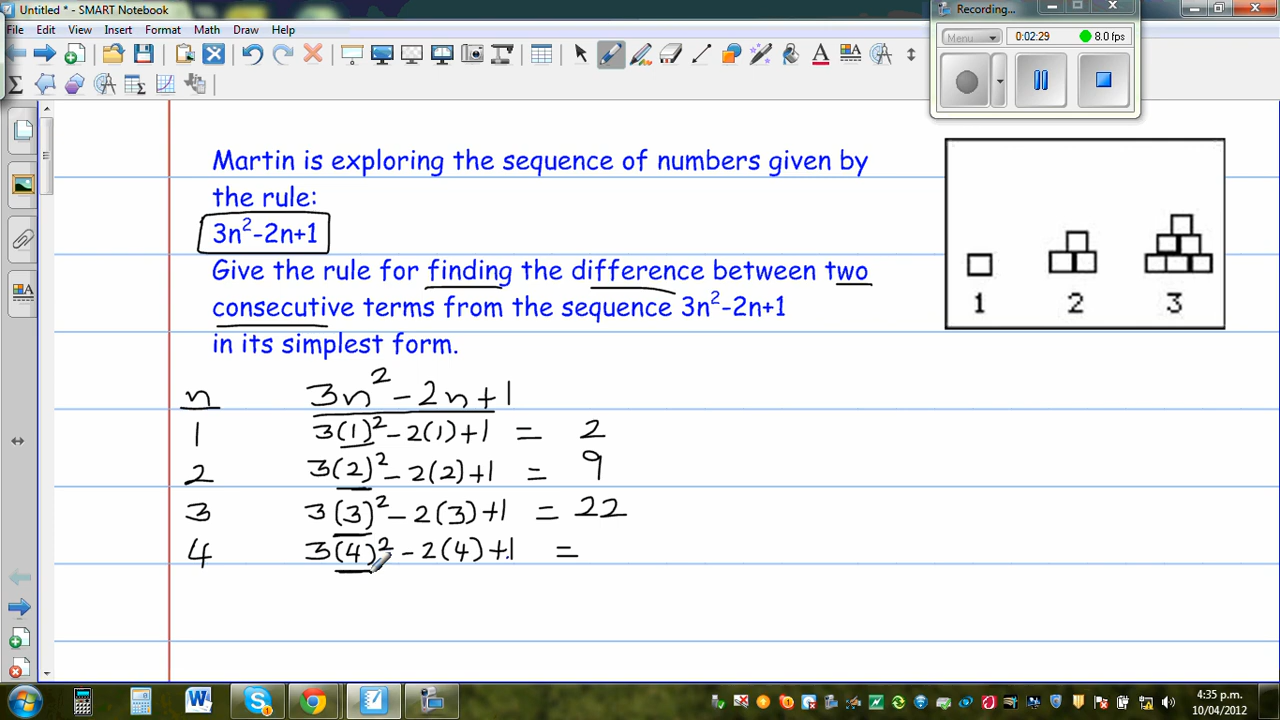 Untitled * - SMART Notebook
Recording...
File Edit View Insert Format Math Draw Help
Menu 00:02:29 8.0 fps
Martin is exploring the sequence of numbers given by
the rule:
3n²-2n+1
Give the rule for finding the difference between two
consecutive terms from the sequence 3n²-2n+1
in its simplest form.
1 2 3
n 3n² - 2n + 1
1 3(1)² - 2(1) + 1 = 2
2 3(2)² - 2(2) + 1 = 9
3 3(3)² - 2(3) + 1 = 22
4 3(4)² - 2(4) + 1 =
4:35 p.m.
10/04/2012